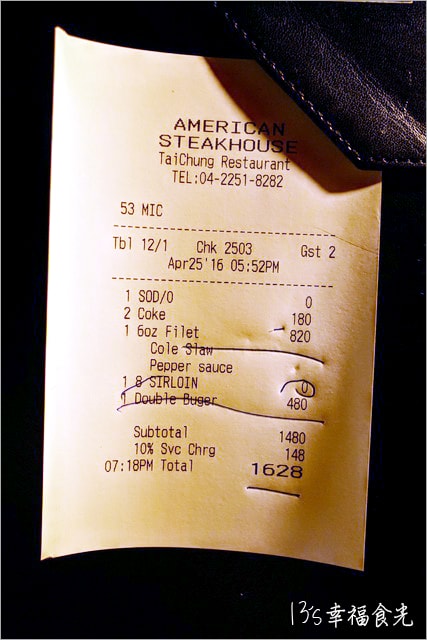 AMERICAN
STEAKHOUSE
TaiChung Restaurant
TEL:04-2251-8282
53 MIC
Tbl 12/1 Chk 2503 Gst 2
Apr25'16 05:52PM
1 SOD/O 0
2 Coke 180
1 6oz Filet 820
Cole Slaw
Pepper sauce
1 8 SIRLOIN 0
1 Double Buger 480
Subtotal 1480
10% Svc Chrg 148
07:18PM Total 1628
13's幸福食光